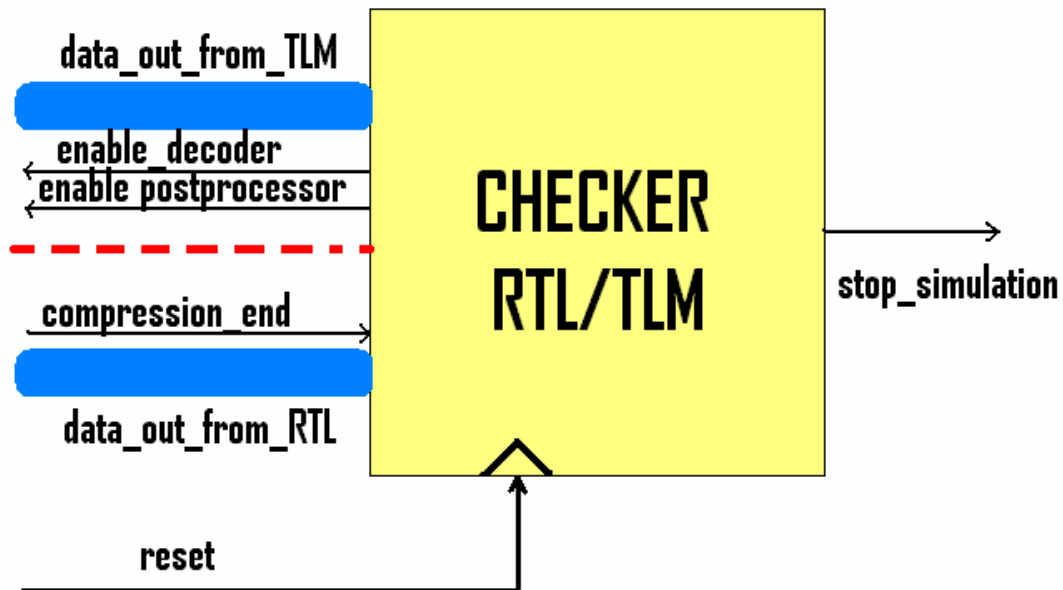 data_out_from_TLM
enable_decoder
enable postprocessor
compression_end
data_out_from_RTL
CHECKER
RTL/TLM
stop_simulation
reset